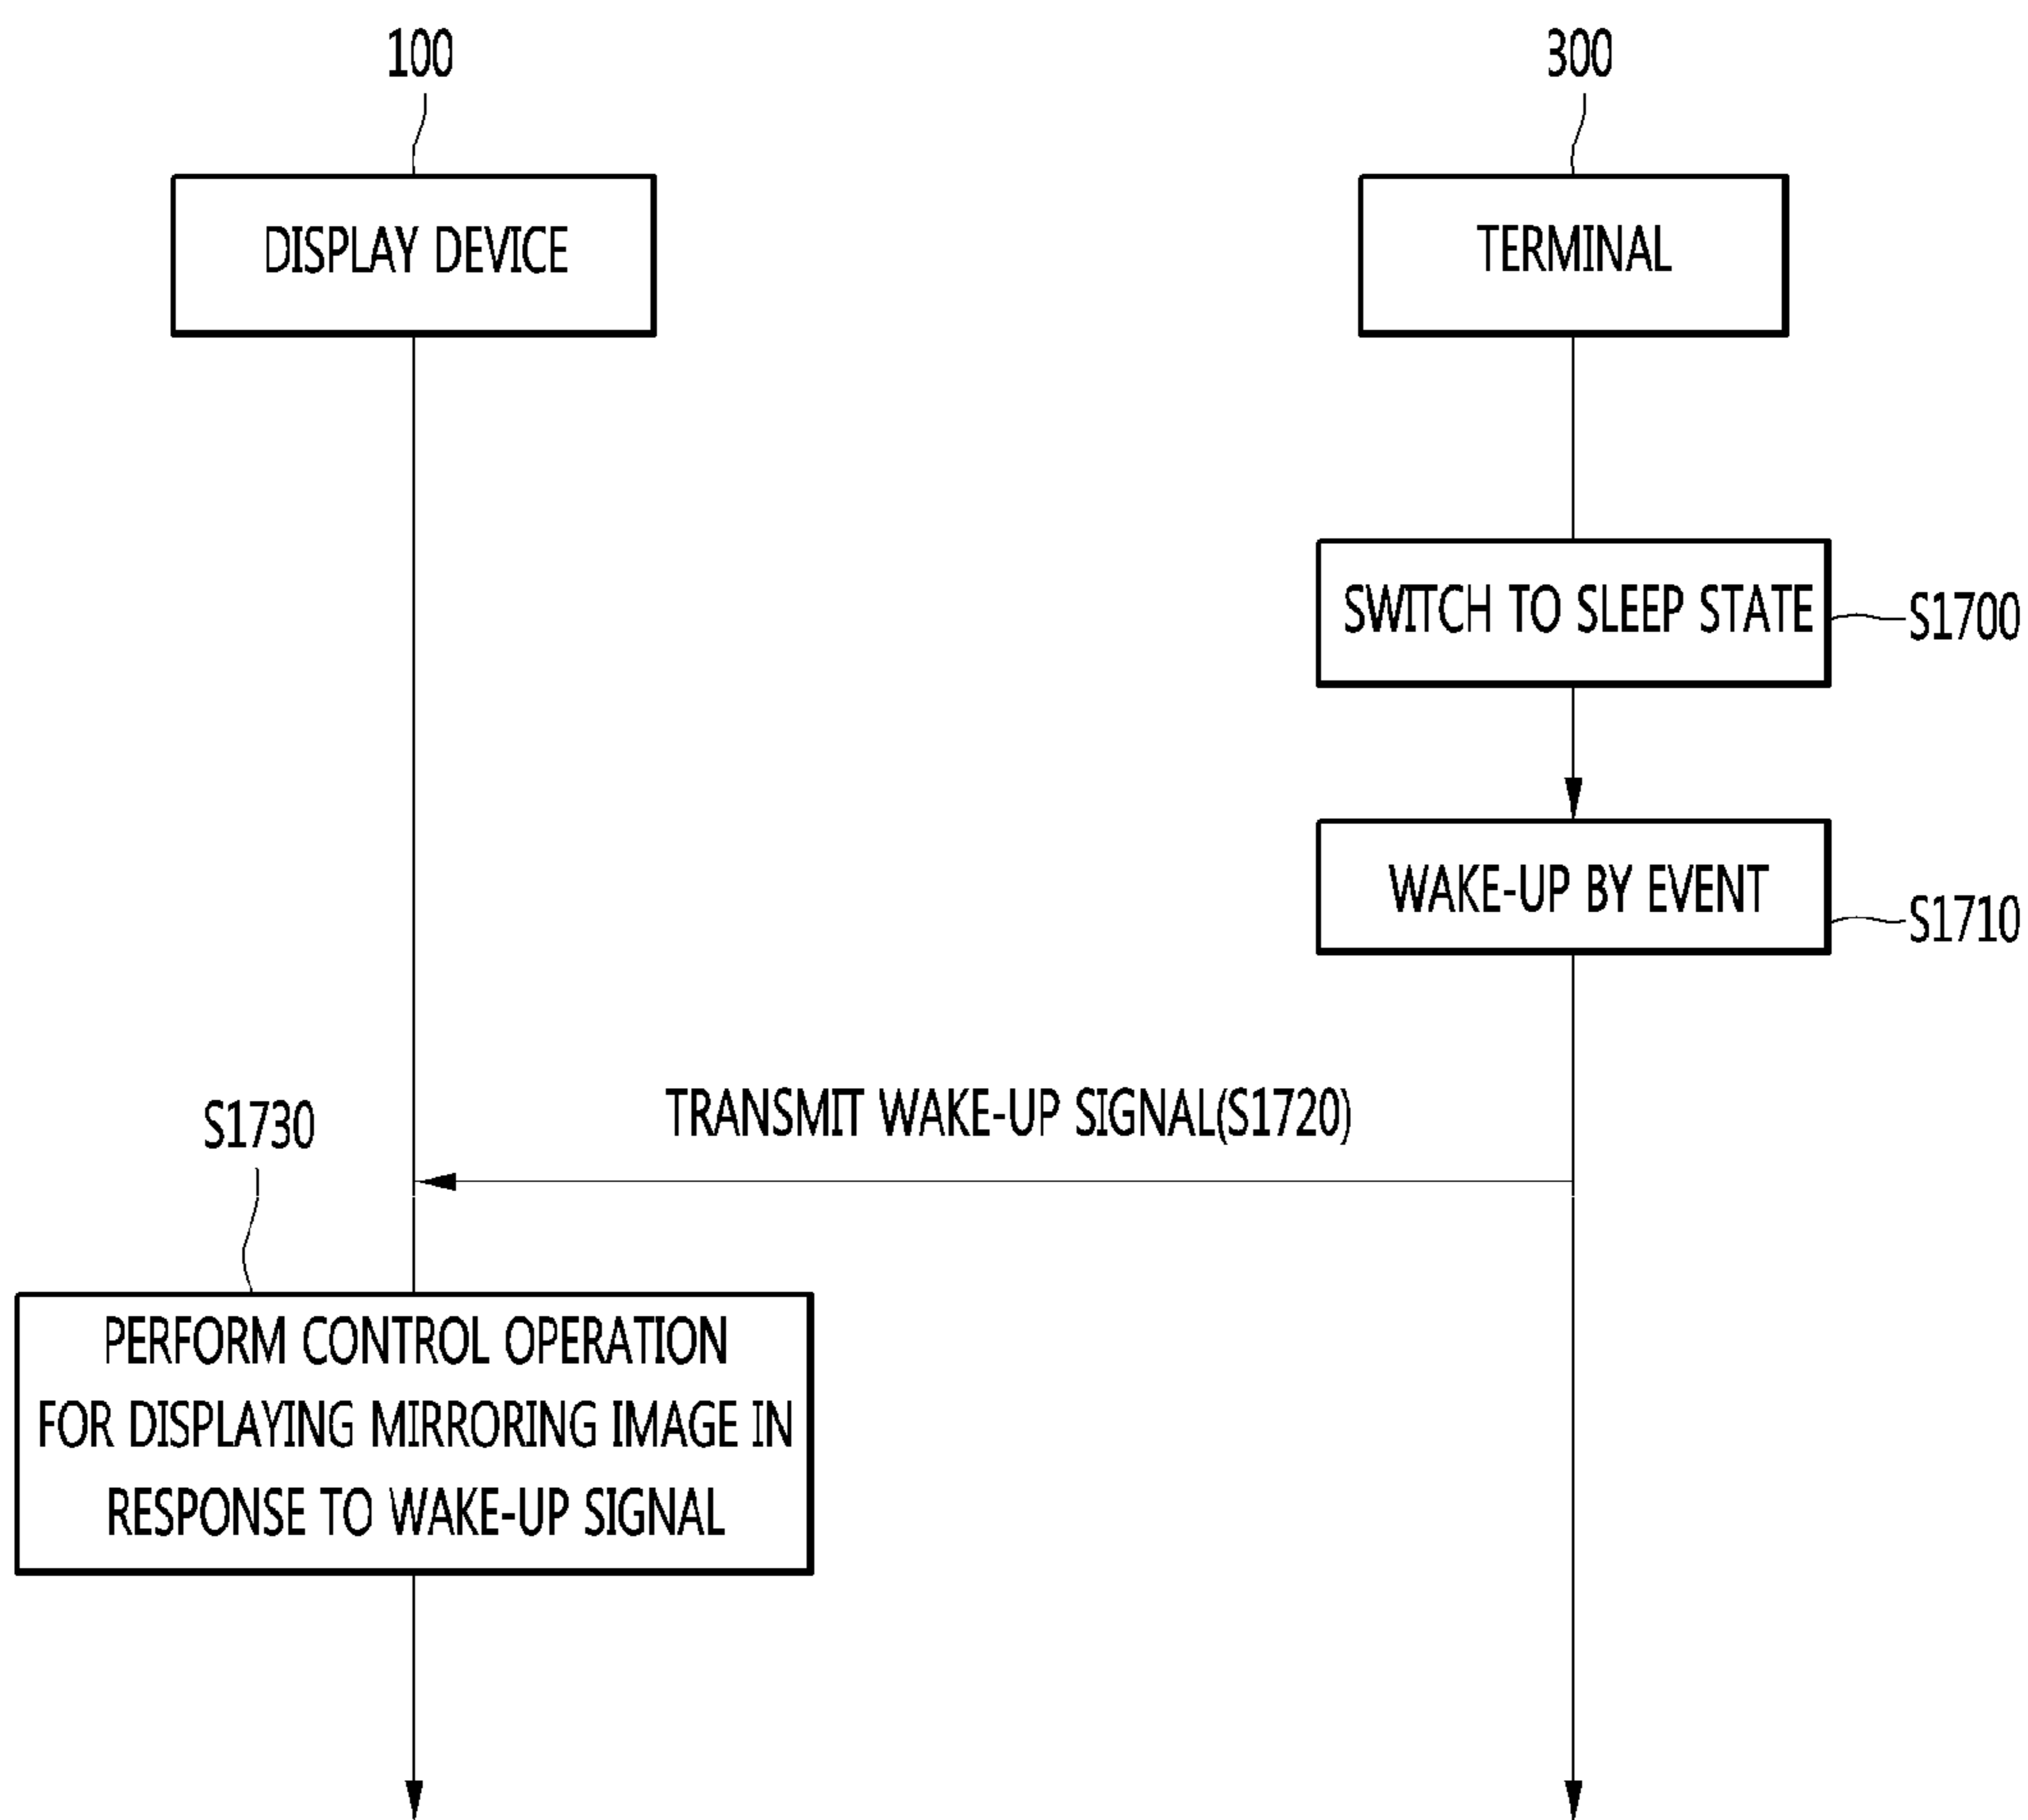 100
300
DISPLAY DEVICE
TERMINAL
SWITCH TO SLEEP STATE
S1700
WAKE-UP BY EVENT
S1710
TRANSMIT WAKE-UP SIGNAL(S1720)
S1730
PERFORM CONTROL OPERATION
FOR DISPLAYING MIRRORING IMAGE IN
RESPONSE TO WAKE-UP SIGNAL